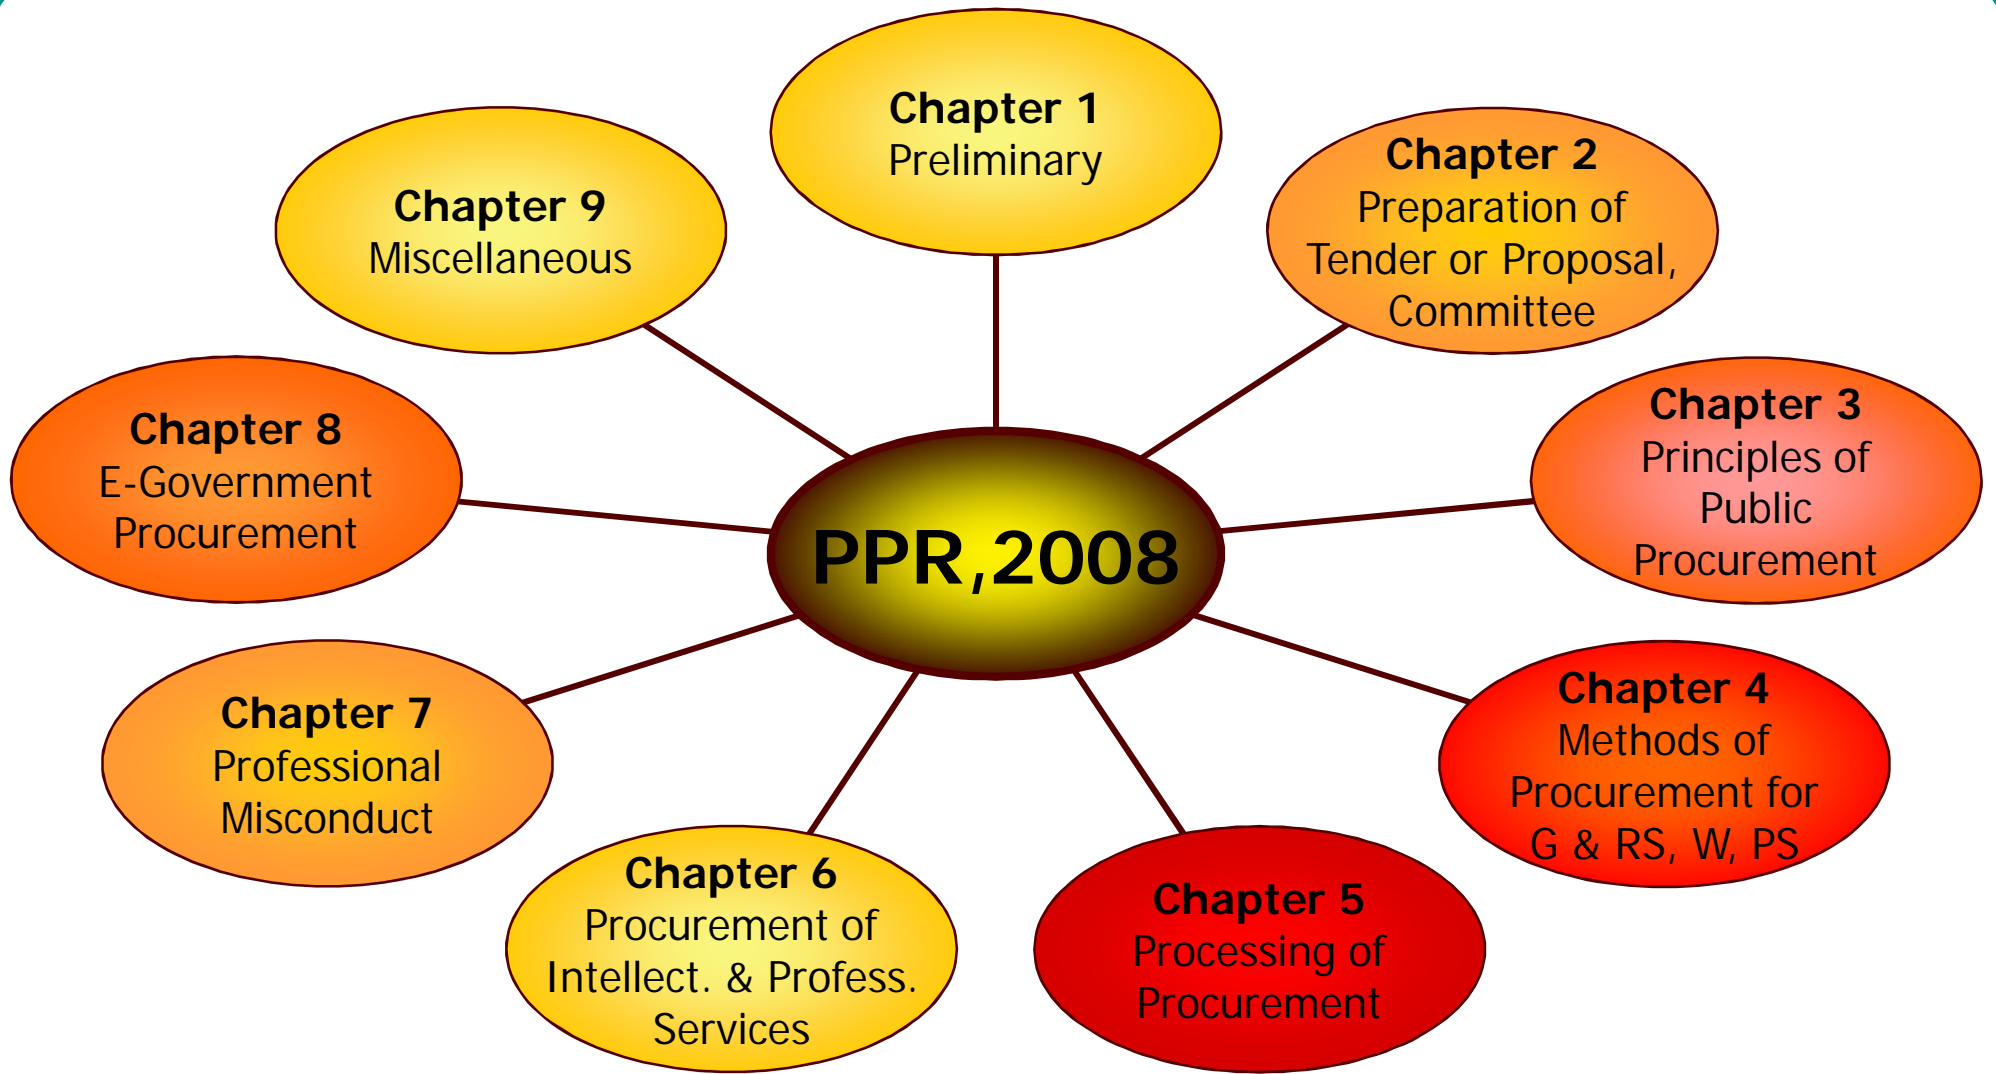 Chapter 1
Preliminary
Chapter 2
Preparation of
Tender or Proposal,
Committee
Chapter 3
Principles of
Public
Procurement
Chapter 4
Methods of
Procurement for
G & RS, W, PS
Chapter 5
Processing of
Procurement
Chapter 6
Procurement of
Intellect. & Profess.
Services
Chapter 7
Professional
Misconduct
Chapter 8
E-Government
Procurement
Chapter 9
Miscellaneous
PPR,2008